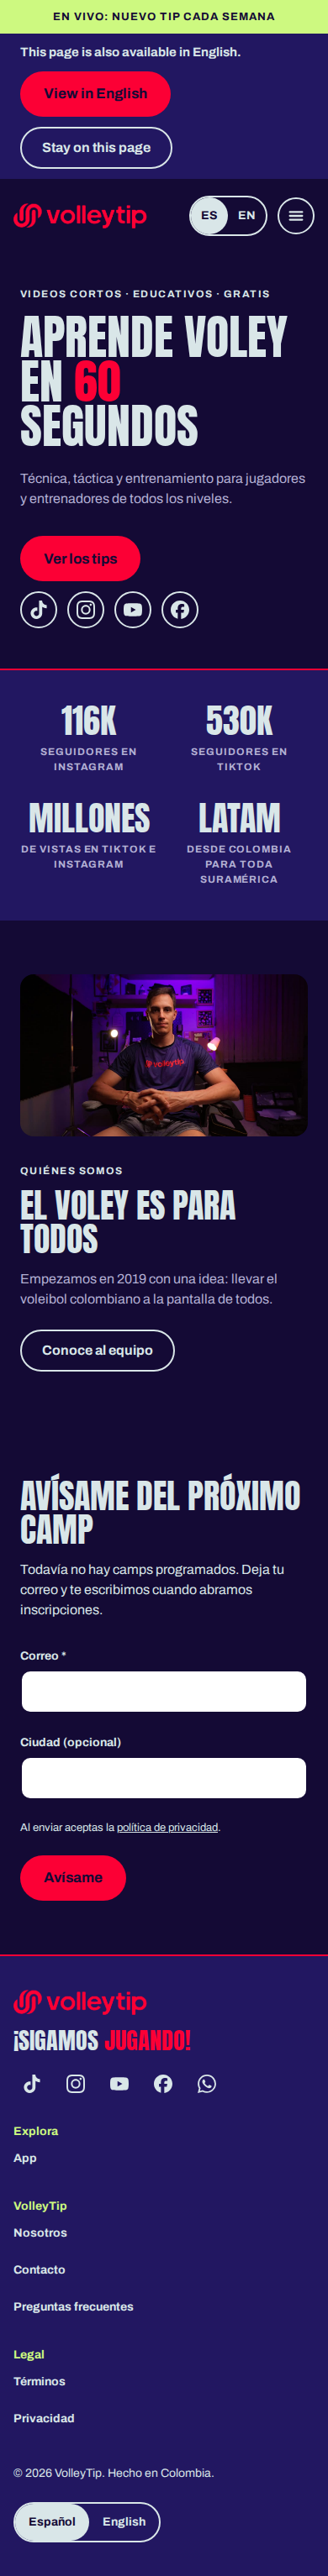 EN VIVO: NUEVO TIP CADA SEMANA
This page is also available in English.
View in English
Stay on this page
volleytip
ES EN
VIDEOS CORTOS · EDUCATIVOS · GRATIS
APRENDE VOLEY
EN 60
SEGUNDOS
Técnica, táctica y entrenamiento para jugadores
y entrenadores de todos los niveles.
Ver los tips
116K
SEGUIDORES EN
INSTAGRAM
530K
SEGUIDORES EN
TIKTOK
MILLONES
DE VISTAS EN TIKTOK E
INSTAGRAM
LATAM
DESDE COLOMBIA
PARA TODA
SURAMÉRICA
volleytip
QUIÉNES SOMOS
EL VOLEY ES PARA
TODOS
Empezamos en 2019 con una idea: llevar el
voleibol colombiano a la pantalla de todos.
Conoce al equipo
AVÍSAME DEL PRÓXIMO
CAMP
Todavía no hay camps programados. Deja tu
correo y te escribimos cuando abramos
inscripciones.
Correo *
Ciudad (opcional)
Al enviar aceptas la política de privacidad.
Avísame
volleytip
¡SIGAMOS JUGANDO!
Explora
App
VolleyTip
Nosotros
Contacto
Preguntas frecuentes
Legal
Términos
Privacidad
© 2026 VolleyTip. Hecho en Colombia.
Español English